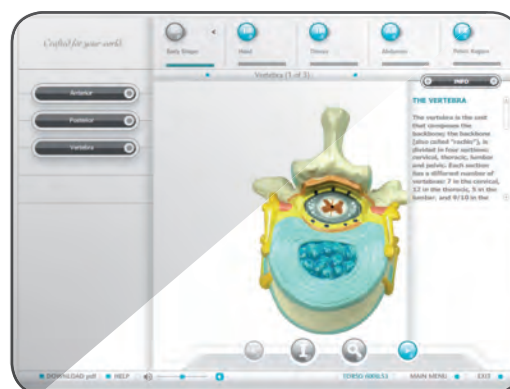 Crafted for your world.
Body Shape
Head
Thorax
Abdomen
Pelvic Region
Vertebra (1 of 3)
INFO
Anterior
Posterior
Vertebra
THE VERTEBRA
The vertebra is the unit
that composes the
backbone; the backbone
(also called "rachis"), is
divided in four sections:
cervical, thoracic, lumbar
and pelvic. Each section
has a different number of
vertebrae: 7 in the cervical,
12 in the thoracic, 5 in the
lumbar, and 9/10 in the
DOWNLOAD pdf
HELP
MAIN MENU
EXIT